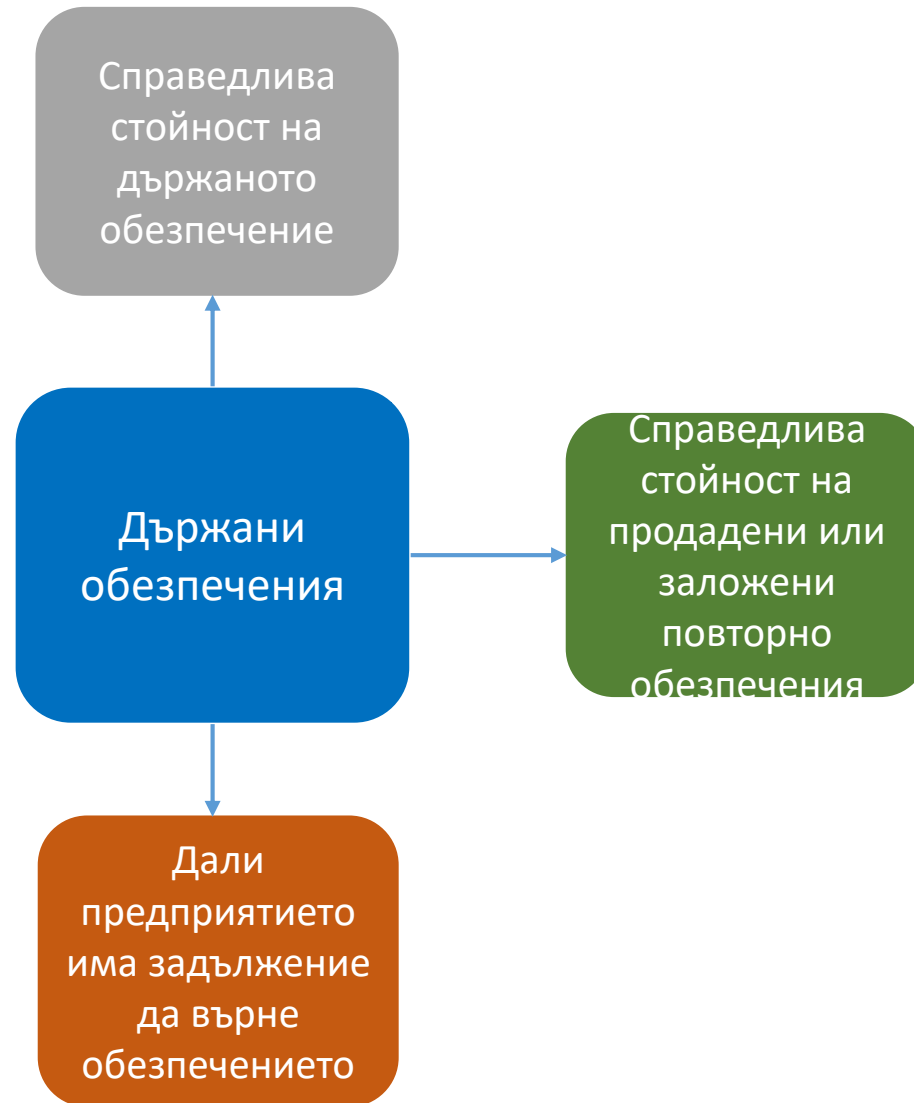 Справедлива
стойност на
държаното
обезпечение
Държани
обезпечения
Справедлива
стойност на
продадени или
заложени
повторно
обезпечения
Дали
предприятието
има задължение
да върне
обезпечението